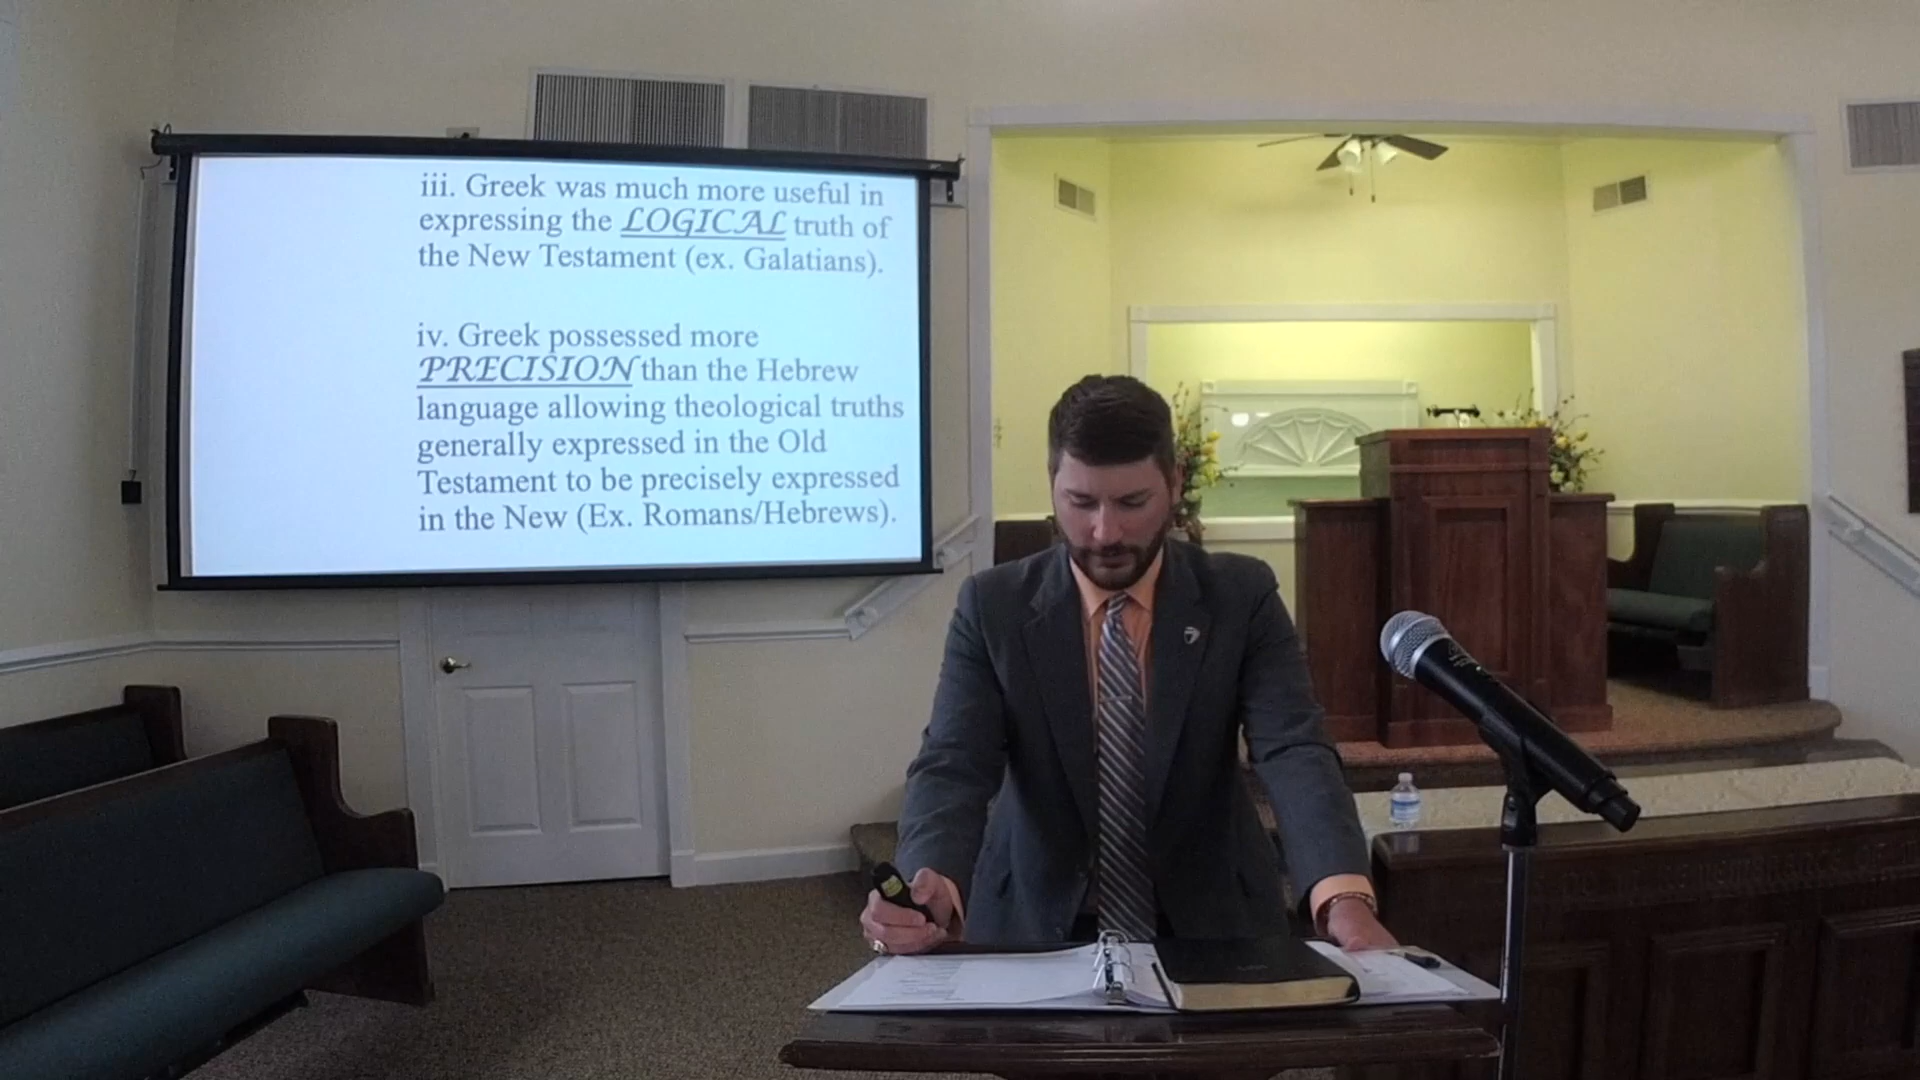 iii. Greek was much more useful in
expressing the LOGICAL truth of
the New Testament (ex. Galatians).
iv. Greek possessed more
PRECISION than the Hebrew
language allowing theological truths
generally expressed in the Old
Testament to be precisely expressed
in the New (Ex. Romans/Hebrews).